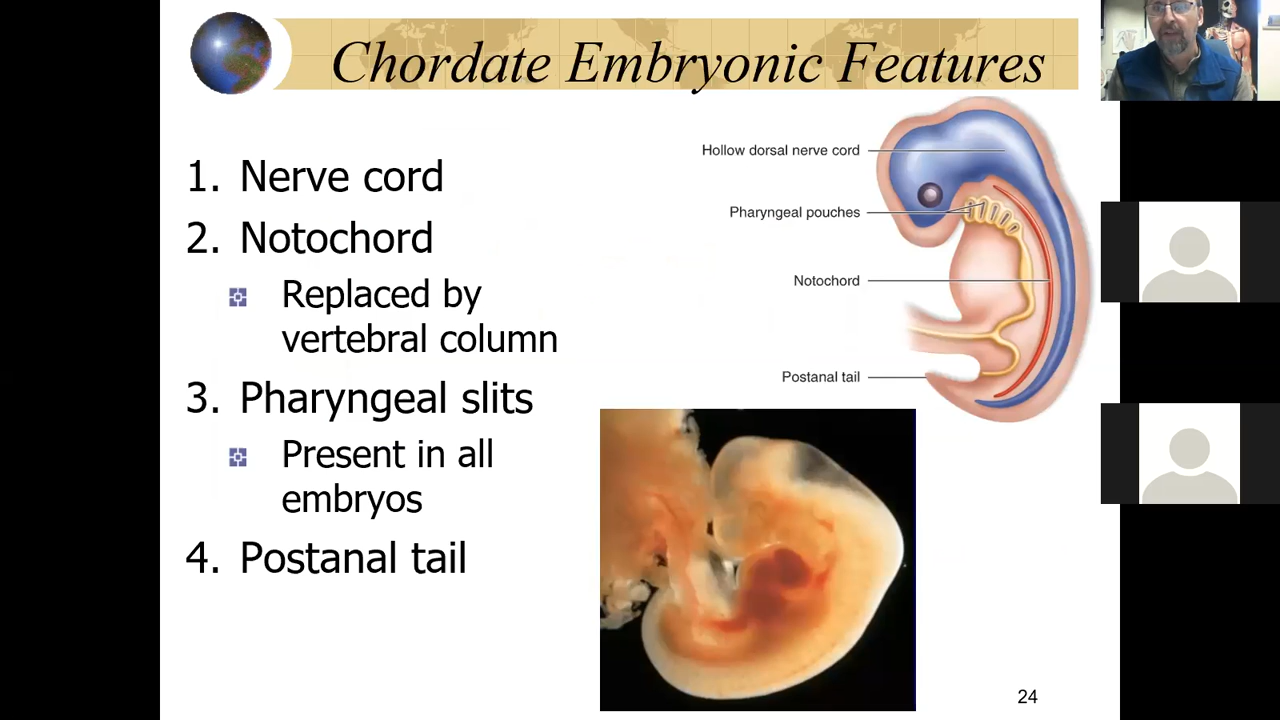 Chordate Embryonic Features
1. Nerve cord
2. Notochord
Replaced by
vertebral column
3. Pharyngeal slits
Present in all
embryos
4. Postanal tail
Hollow dorsal nerve cord
Pharyngeal pouches
Notochord
Postanal tail
24